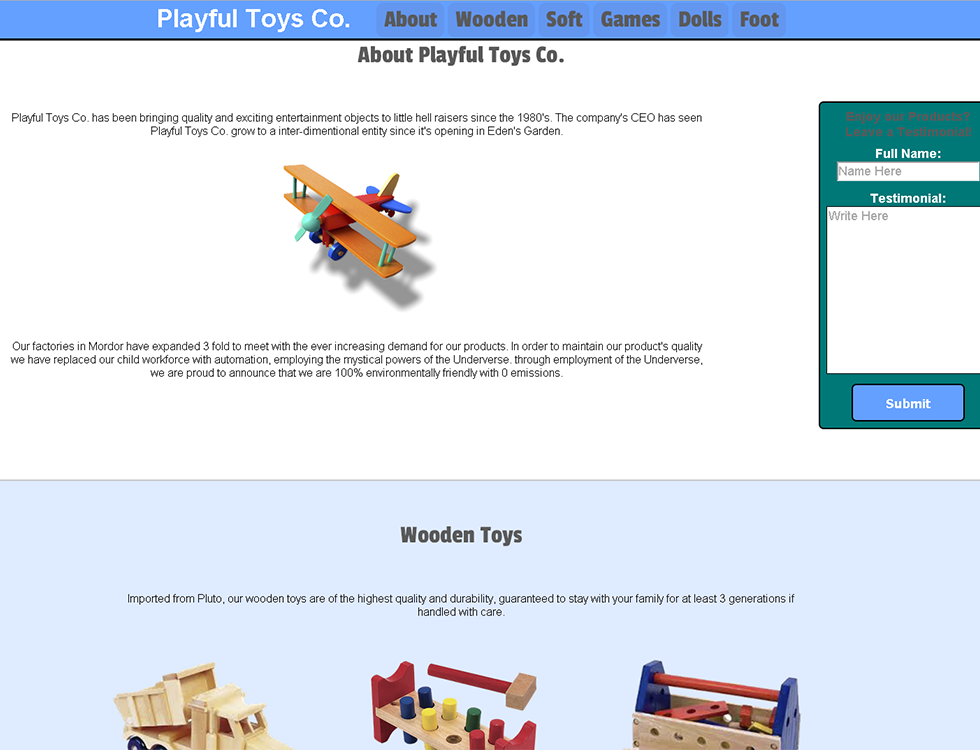 Playful Toys Co. About Wooden Soft Games Dolls Foot
About Playful Toys Co.
Playful Toys Co. has been bringing quality and exciting entertainment objects to little hell raisers since the 1980's. The company's CEO has seen
Playful Toys Co. grow to a inter-dimentional entity since it's opening in Eden's Garden.
Our factories in Mordor have expanded 3 fold to meet with the ever increasing demand for our products. In order to maintain our product's quality
we have replaced our child workforce with automation, employing the mystical powers of the Underverse. through employment of the Underverse,
we are proud to announce that we are 100% environmentally friendly with 0 emissions.
Enjoy our Products?
Leave a Testimonial!
Full Name:
Name Here
Testimonial:
Write Here
Submit
Wooden Toys
Imported from Pluto, our wooden toys are of the highest quality and durability, guaranteed to stay with your family for at least 3 generations if
handled with care.